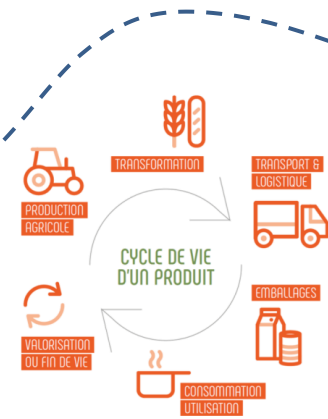 TRANSFORMATION
TRANSPORT &
LOGISTIQUE
PRODUCTION
AGRICOLE
CYCLE DE VIE
D'UN PRODUIT
EMBALLAGES
VALORISATION
OU FIN DE VIE
CONSOMMATION
UTILISATION